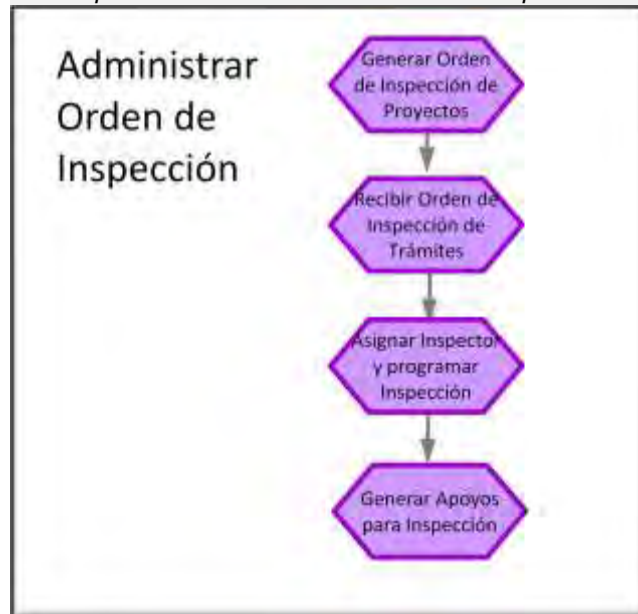 Administrar
Orden de
Inspección
Generar Orden
de Inspección de
Proyectos
Recibir Orden de
Inspección de
Trámites
Asignar Inspector
y programar
Inspección
Generar Apoyos
para Inspección